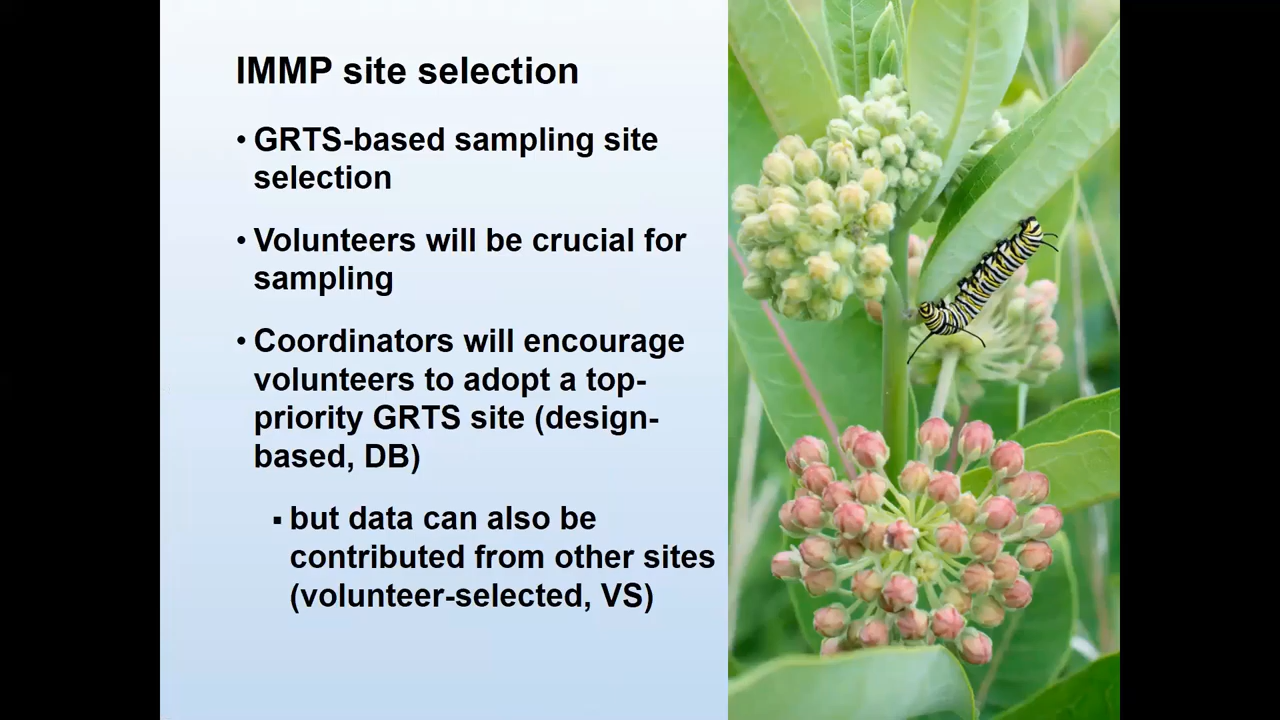 IMMP site selection
• GRTS-based sampling site
selection
• Volunteers will be crucial for
sampling
• Coordinators will encourage
volunteers to adopt a top-
priority GRTS site (design-
based, DB)
▪ but data can also be
contributed from other sites
(volunteer-selected, VS)